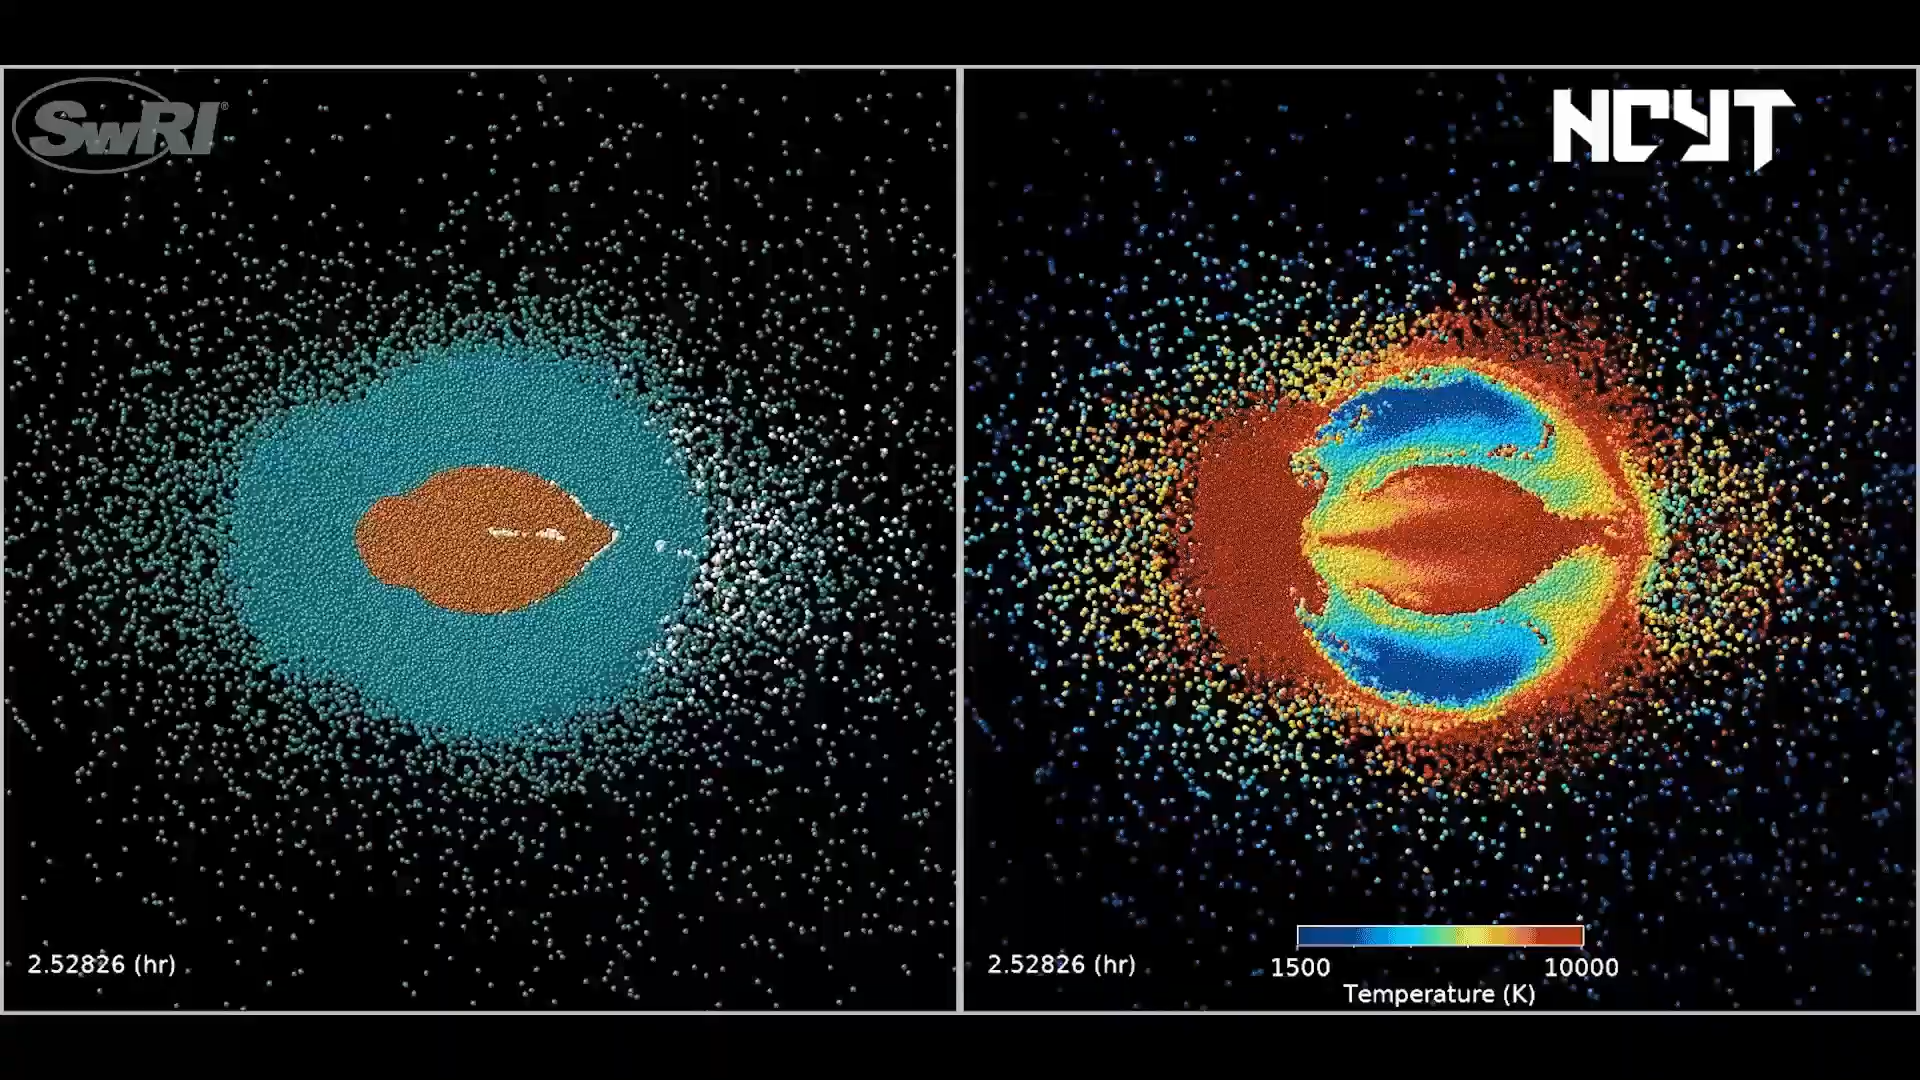 SwRI®
NCYT
2.52826 (hr)
2.52826 (hr)
1500
10000
Temperature (K)